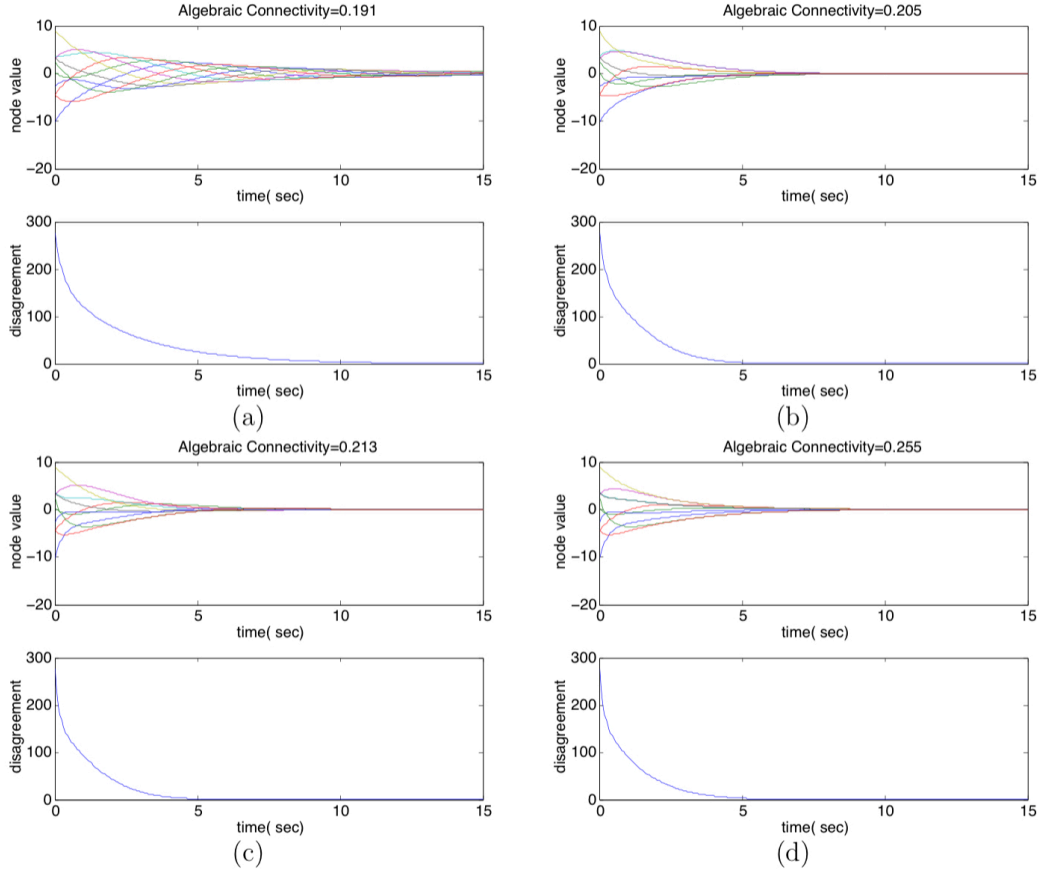 Algebraic Connectivity=0.191
10
0
−10
−20
node value
0 5 10 15
time( sec)
300
200
100
0
disagreement
0 5 10 15
time( sec)
(a)
Algebraic Connectivity=0.205
10
0
−10
−20
node value
0 5 10 15
time( sec)
300
200
100
0
disagreement
0 5 10 15
time( sec)
(b)
Algebraic Connectivity=0.213
10
0
−10
−20
node value
0 5 10 15
time( sec)
300
200
100
0
disagreement
0 5 10 15
time( sec)
(c)
Algebraic Connectivity=0.255
10
0
−10
−20
node value
0 5 10 15
time( sec)
300
200
100
0
disagreement
0 5 10 15
time( sec)
(d)